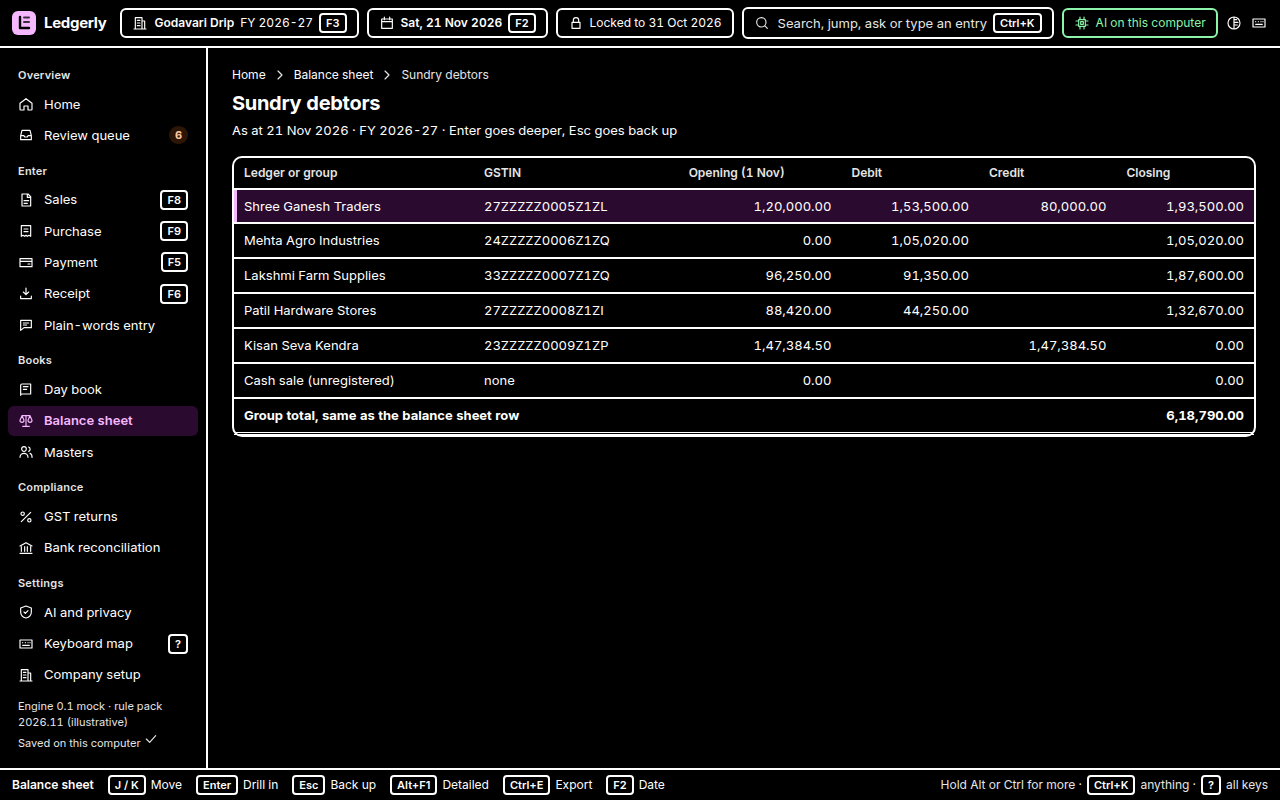 Ledgerly
Godavari Drip FY 2026-27 F3
Sat, 21 Nov 2026 F2
Locked to 31 Oct 2026
Search, jump, ask or type an entry Ctrl+K
AI on this computer
Overview
Home
Review queue 6
Enter
Sales F8
Purchase F9
Payment F5
Receipt F6
Plain-words entry
Books
Day book
Balance sheet
Masters
Compliance
GST returns
Bank reconciliation
Settings
AI and privacy
Keyboard map ?
Company setup
Engine 0.1 mock · rule pack
2026.11 (illustrative)
Saved on this computer
Home > Balance sheet > Sundry debtors
Sundry debtors
As at 21 Nov 2026 · FY 2026-27 · Enter goes deeper, Esc goes back up
Ledger or group GSTIN Opening (1 Nov) Debit Credit Closing
Shree Ganesh Traders 27ZZZZZ0005Z1ZL 1,20,000.00 1,53,500.00 80,000.00 1,93,500.00
Mehta Agro Industries 24ZZZZZ0006Z1ZQ 0.00 1,05,020.00 1,05,020.00
Lakshmi Farm Supplies 33ZZZZZ0007Z1ZQ 96,250.00 91,350.00 1,87,600.00
Patil Hardware Stores 27ZZZZZ0008Z1ZI 88,420.00 44,250.00 1,32,670.00
Kisan Seva Kendra 23ZZZZZ0009Z1ZP 1,47,384.50 1,47,384.50 0.00
Cash sale (unregistered) none 0.00 0.00
Group total, same as the balance sheet row 6,18,790.00
Balance sheet J / K Move Enter Drill in Esc Back up Alt+F1 Detailed Ctrl+E Export F2 Date
Hold Alt or Ctrl for more · Ctrl+K anything · ? all keys